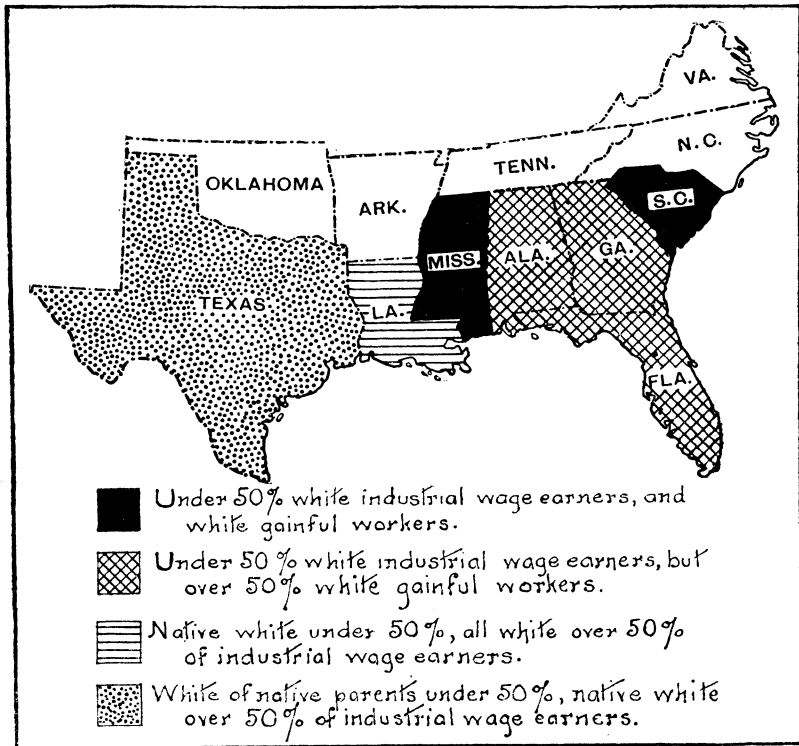 VA.
N.C.
TENN.
OKLAHOMA
ARK.
S.C.
MISS.
ALA.
GA.
TEXAS
LA.
FLA.
Under 50% white industrial wage earners, and
white gainful workers.
Under 50% white industrial wage earners, but
over 50% white gainful workers.
Native white under 50%, all white over 50%
of industrial wage earners.
White of native parents under 50%, native white
over 50% of industrial wage earners.